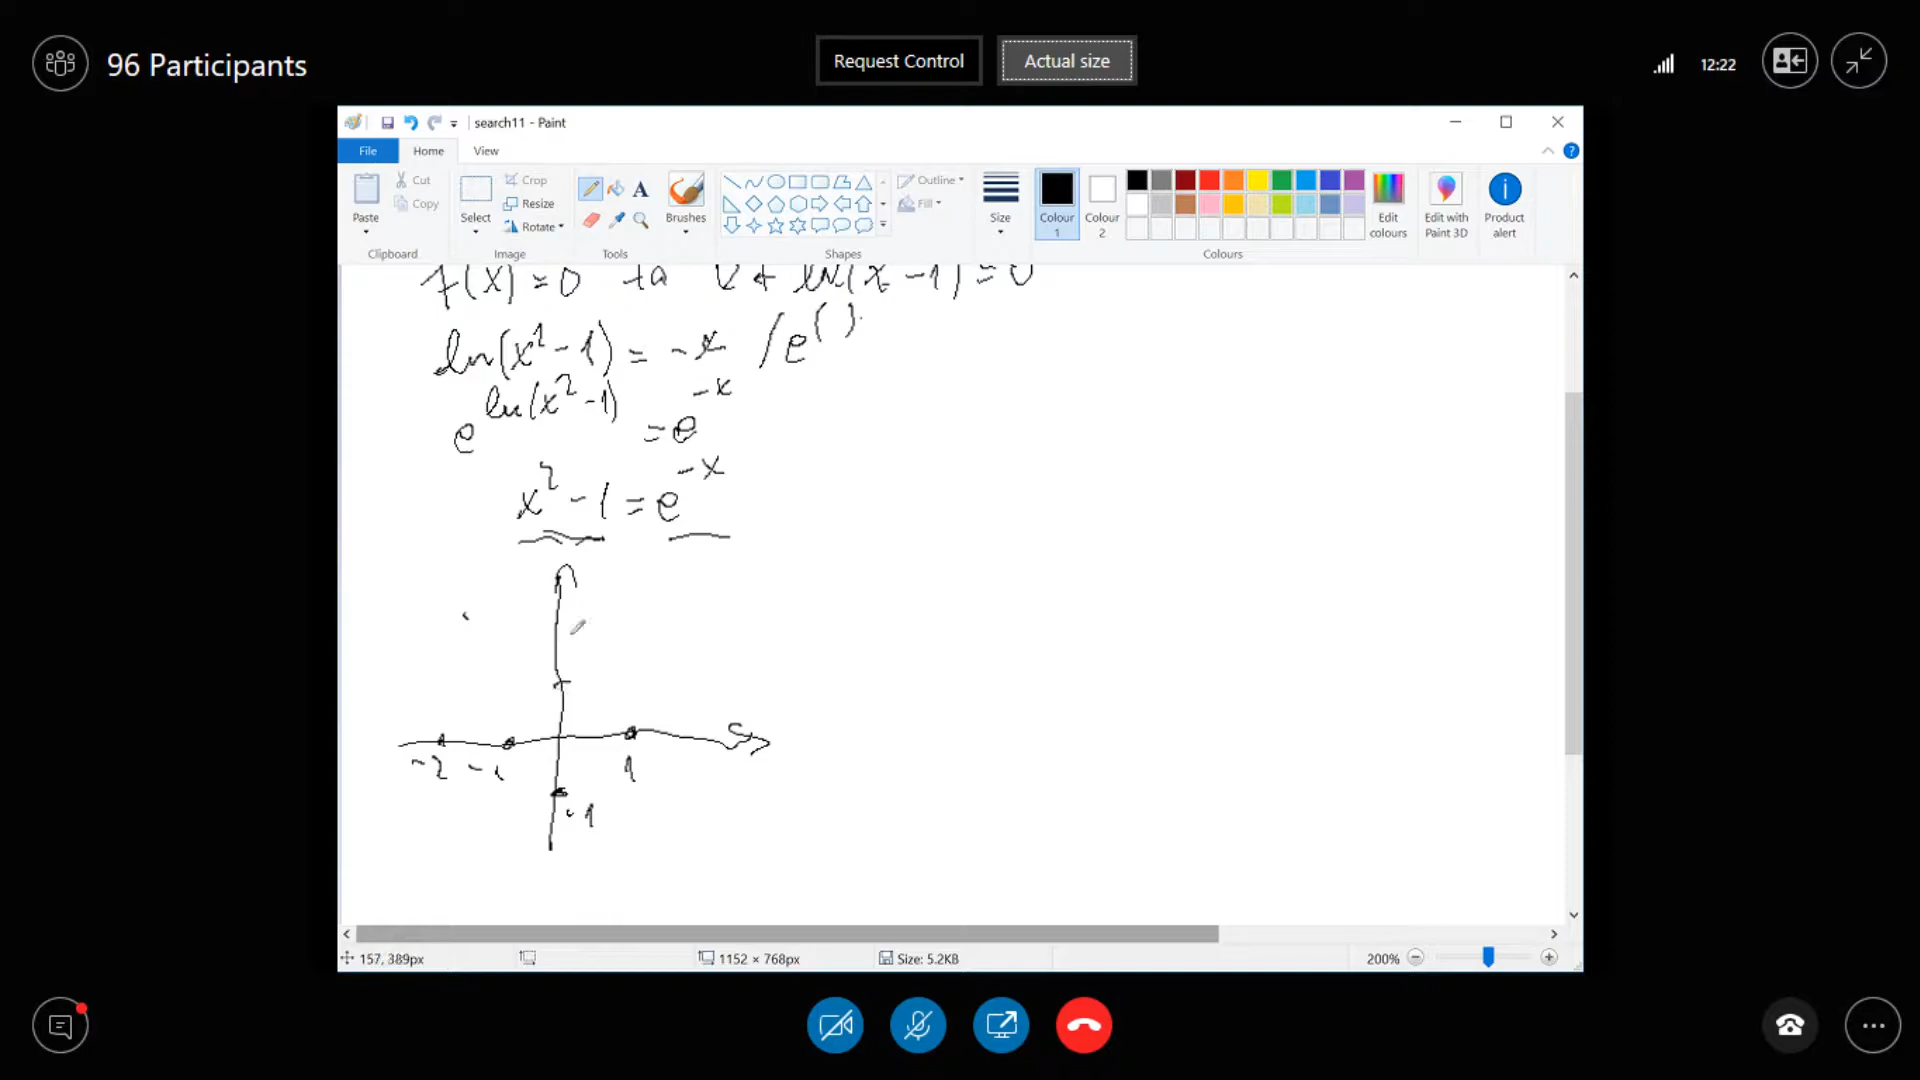 96 Participants
Request Control
Actual size
12:22
search11 - Paint
File
Home
View
Paste
Cut
Copy
Clipboard
Select
Crop
Resize
Rotate
Image
A
Tools
Brushes
Outline
Fill
Shapes
Size
Colour 1
Colour 2
Edit colours
Edit with Paint 3D
Product alert
Colours
f(x)=0 ln(x -1)=0
ln(x²-1) = -x /e^( )
e^ln(x²-1) = e^-x
x²-1 = e^-x
-2 -1 1
-1
157, 389px
1152 × 768px
Size: 5.2KB
200%